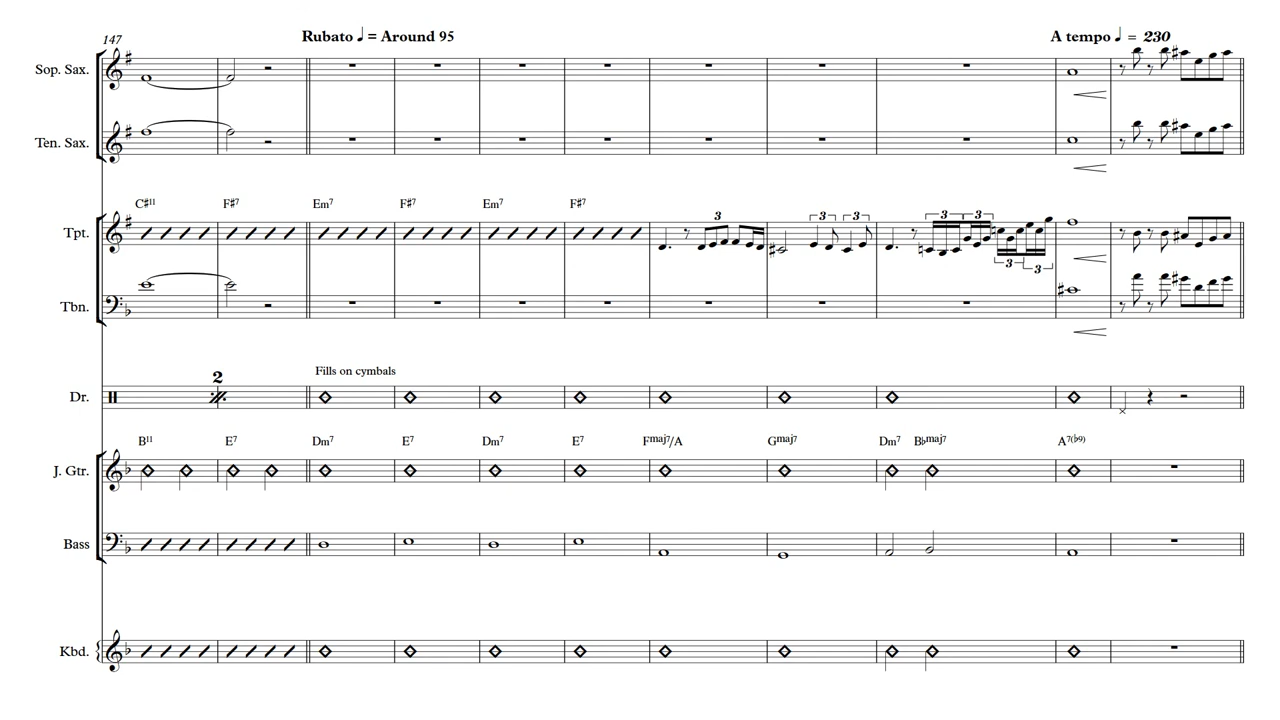 147
Rubato ♩ = Around 95
A tempo ♩ = 230
Sop. Sax.
Ten. Sax.
C♯11 F♯7 Em7 F♯7 Em7 F♯7
Tpt.
3 3 3 3 3
3 3
Tbn.
2
Fills on cymbals
Dr.
B11 E7 Dm7 E7 Dm7 E7 Fmaj7/A Gmaj7 Dm7 B♭maj7 A7(♭9)
J. Gtr.
Bass
Kbd.